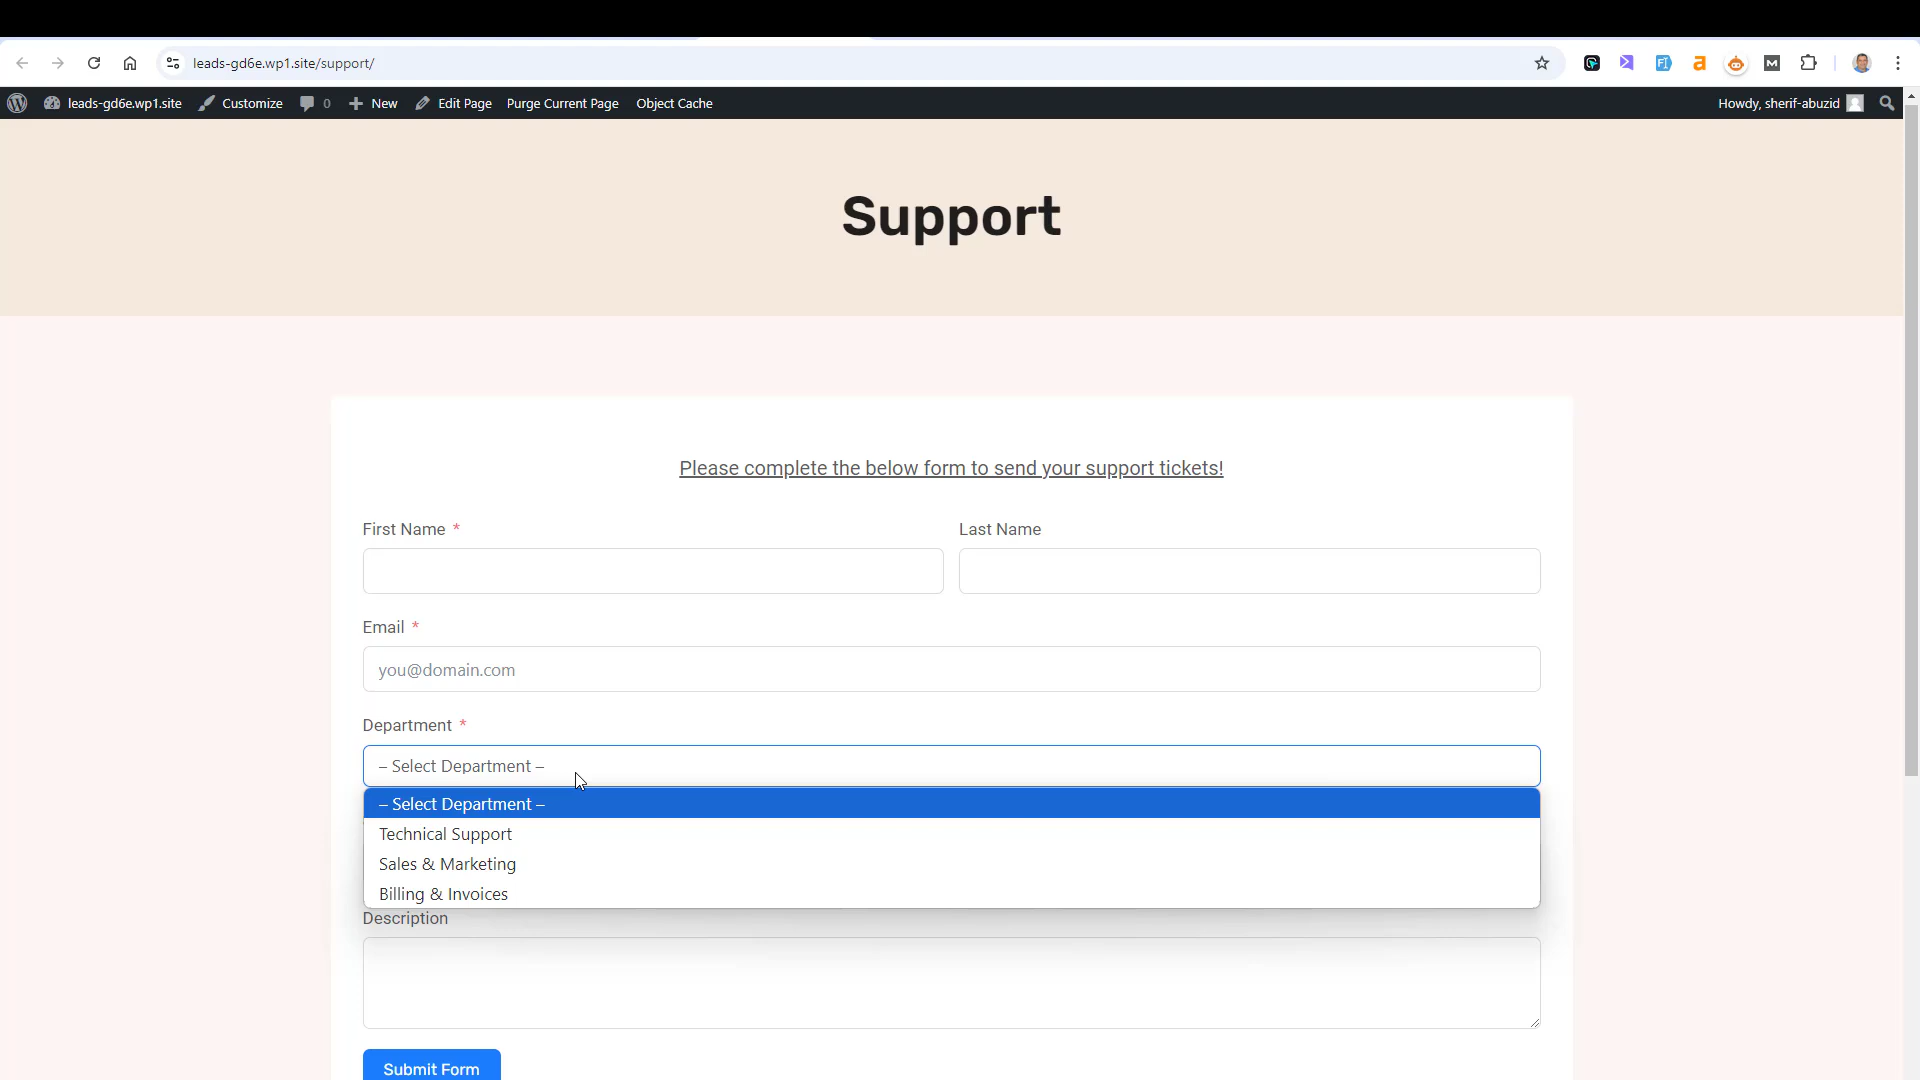 leads-gd6e.wp1.site/support/
leads-gd6e.wp1.site Customize 0 New Edit Page Purge Current Page Object Cache Howdy, sherif-abuzid
Support
Please complete the below form to send your support tickets!
First Name * Last Name
Email *
you@domain.com
Department *
– Select Department –
– Select Department –
Technical Support
Sales & Marketing
Billing & Invoices
Description
Submit Form